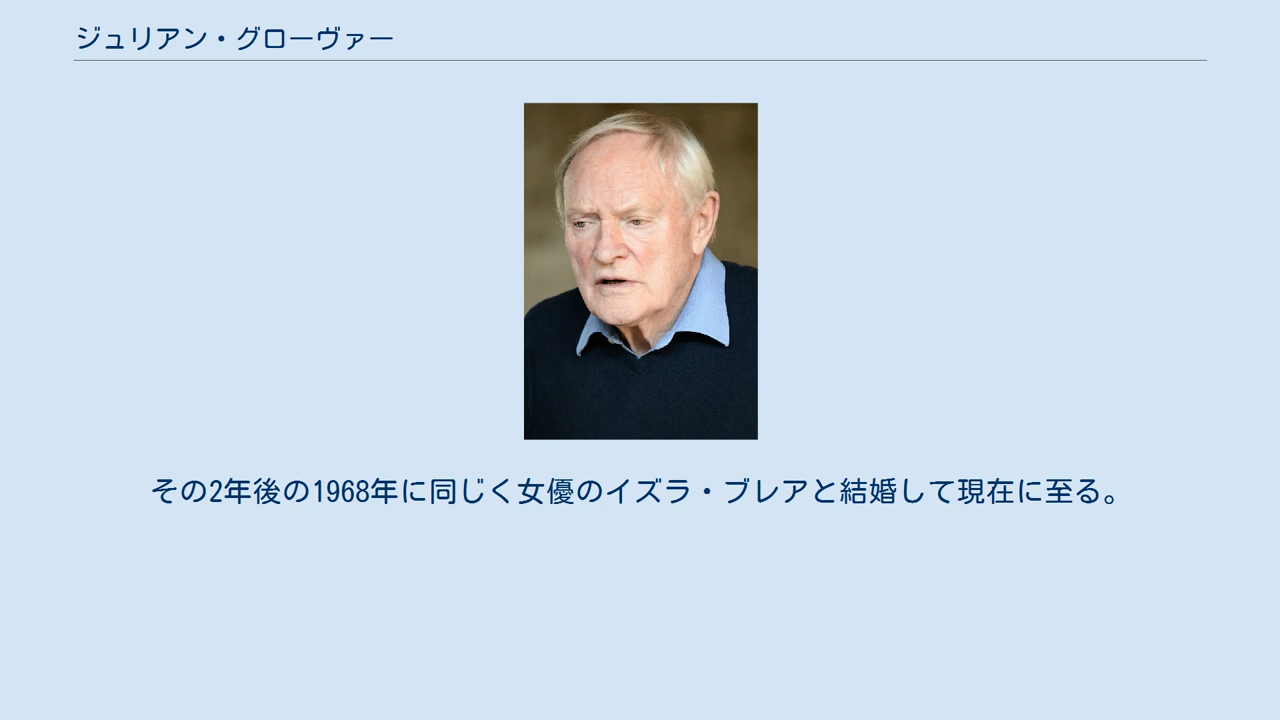 ジュリアン・グローヴァー
その2年後の1968年に同じく女優のイズラ・ブレアと結婚して現在に至る。